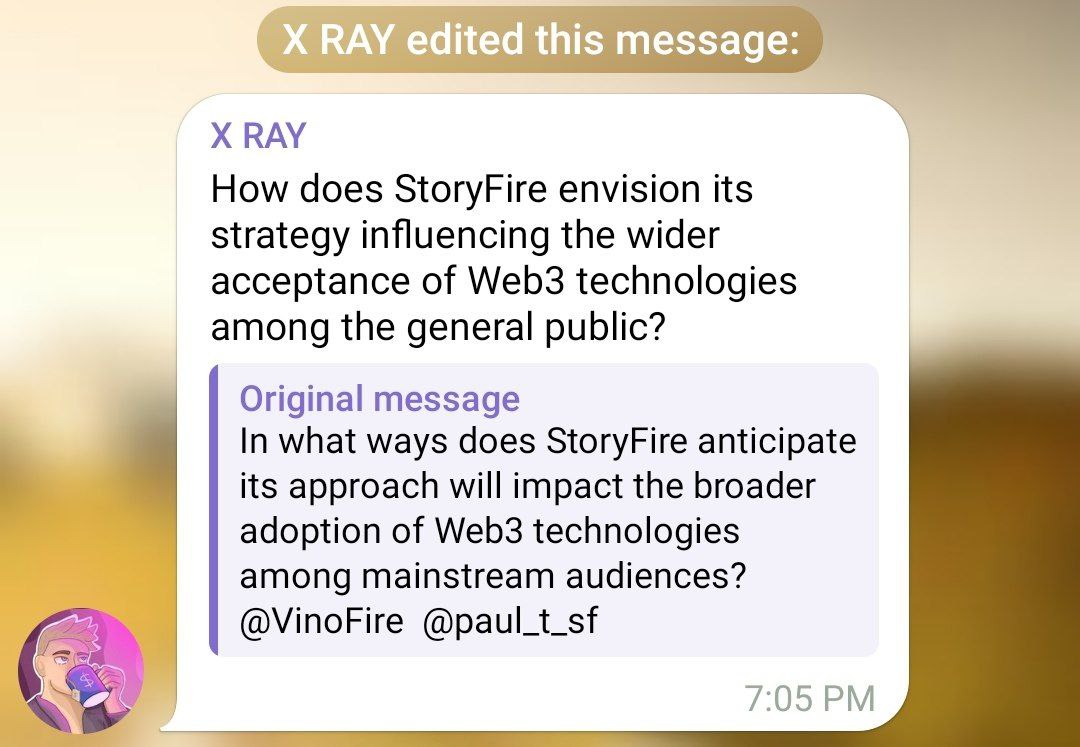 X RAY edited this message:
X RAY
How does StoryFire envision its
strategy influencing the wider
acceptance of Web3 technologies
among the general public?
Original message
In what ways does StoryFire anticipate
its approach will impact the broader
adoption of Web3 technologies
among mainstream audiences?
@VinoFire @paul_t_sf
7:05 PM